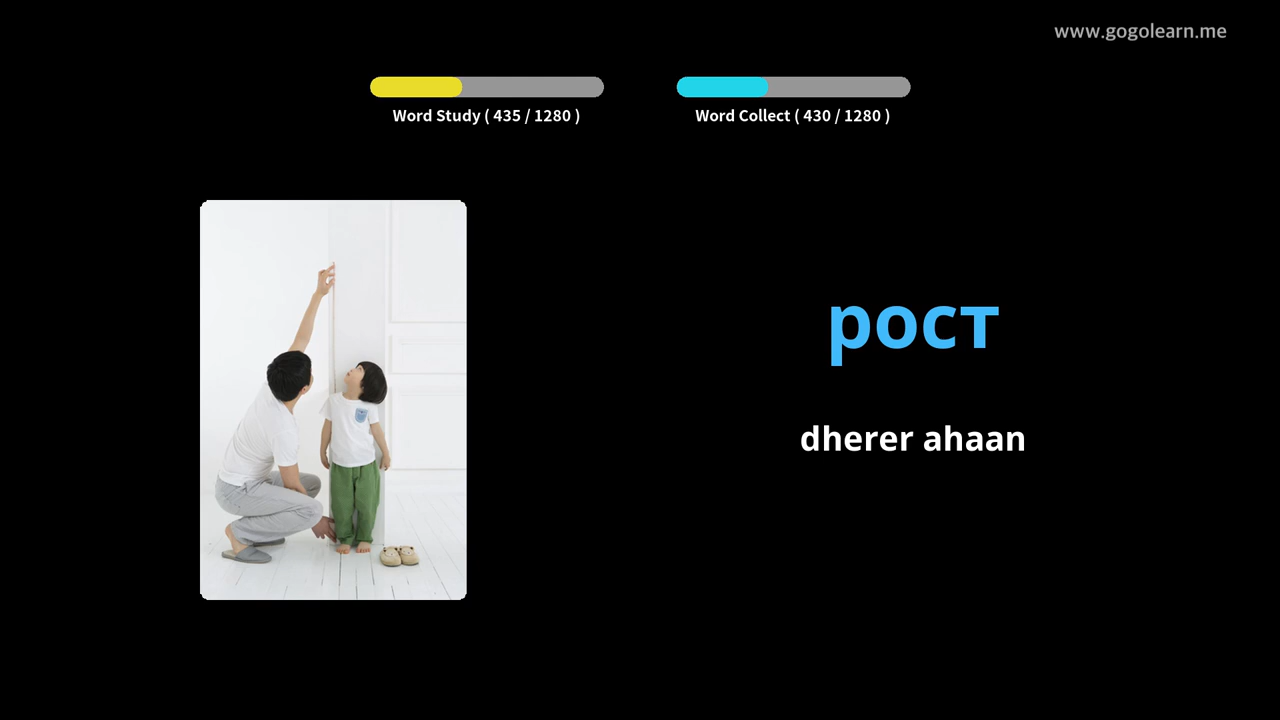 www.gogolearn.me
Word Study ( 435 / 1280 )
Word Collect ( 430 / 1280 )
рост
dherer ahaan